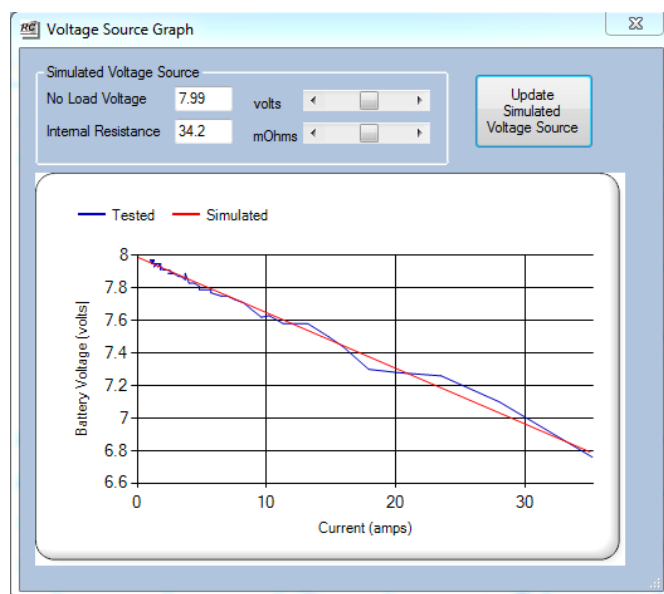 RC Voltage Source Graph
Simulated Voltage Source
No Load Voltage 7.99 volts
Internal Resistance 34.2 mOhms
Update
Simulated
Voltage Source
Tested Simulated
8
7.8
7.6
7.4
7.2
7
6.8
6.6
Battery Voltage (volts)
0 10 20 30
Current (amps)